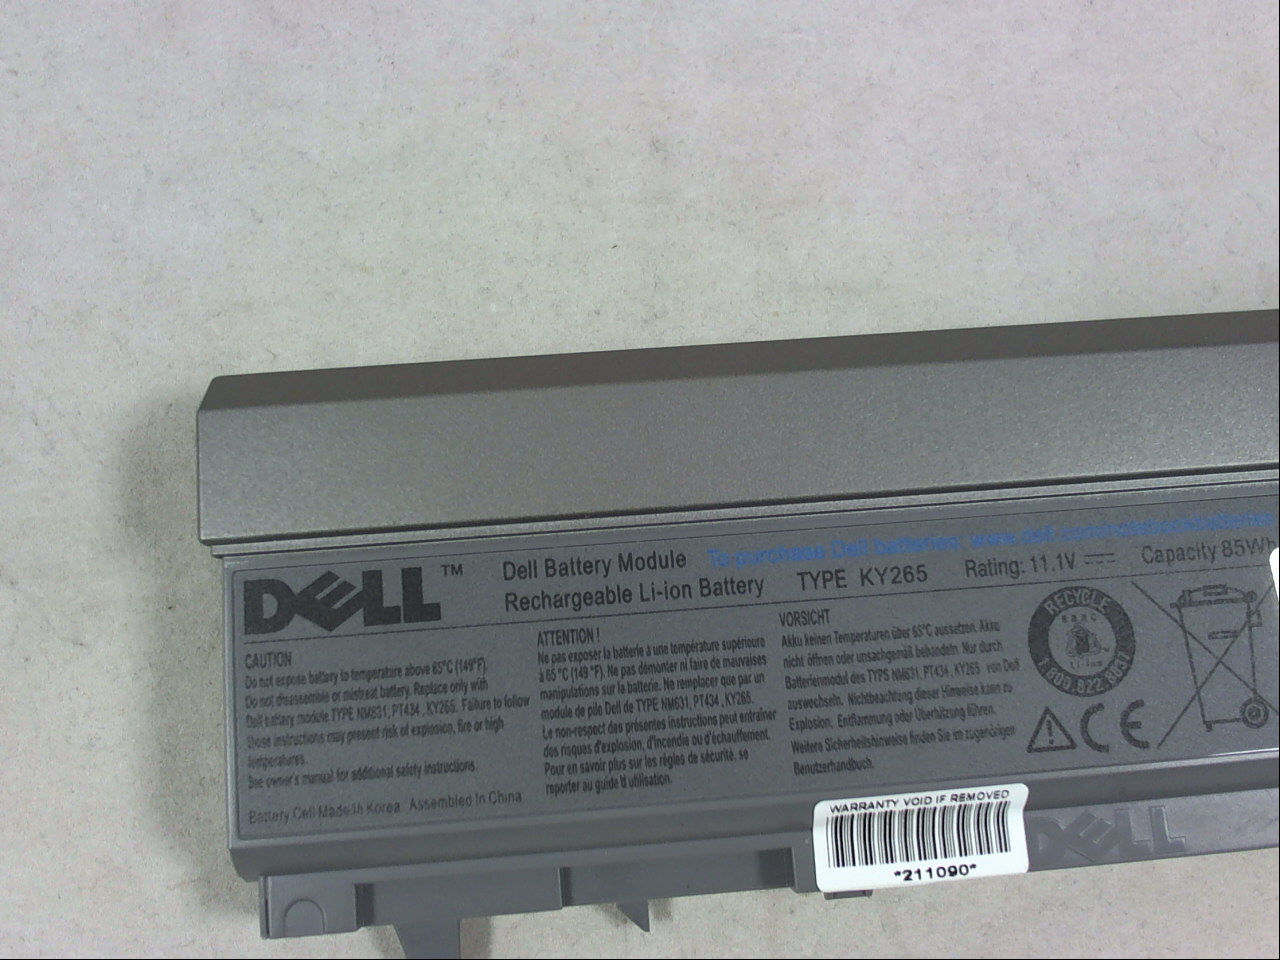 DELL™
Dell Battery Module
To purchase Dell batteries: www.dell.com
Rechargeable Li-ion Battery TYPE KY265 Rating: 11.1V Capacity 85Wh
CAUTION
Do not expose battery to temperature above 65°C (149°F).
Do not disassemble or mistreat battery. Replace only with
Dell battery module TYPE NM631, PT434 , KY265. Failure to follow
those instructions may present risk of explosion, fire or high
temperatures.
See owner's manual for additional safety instructions.
Battery Cell Made In Korea Assembled In China
ATTENTION !
Ne pas exposer la batterie à une température supérieure
à 65 °C (149 °F). Ne pas démonter ni faire de mauvaises
manipulations sur la batterie. Ne remplacer que par un
module de pile Dell de TYPE NM631, PT434 , KY265.
Le non-respect des présentes instructions peut entraîner
des risques d'explosion, d'incendie ou d'échauffement.
Pour en savoir plus sur les règles de sécurité, se
reporter au guide d´utilisation.
VORSICHT
Akku keinen Temperaturen über 65°C aussetzen. Akku
nicht öffnen oder unsachgemäß behandeln. Nur durch
Batterienmodul des TYPS NM631, PT434 , KY265 von Dell
auswechseln. Nichtbeachtung dieser Hinweise kann zu
Explosion, Entflammung oder Überhitzung führen.
Weitere Sicherheitshinweise finden Sie im zugehörigen
Benutzerhandbuch.
RECYCLE
RBRC
Li-ion
1.800.822.8837
CE
WARRANTY VOID IF REMOVED
*211090*
DELL